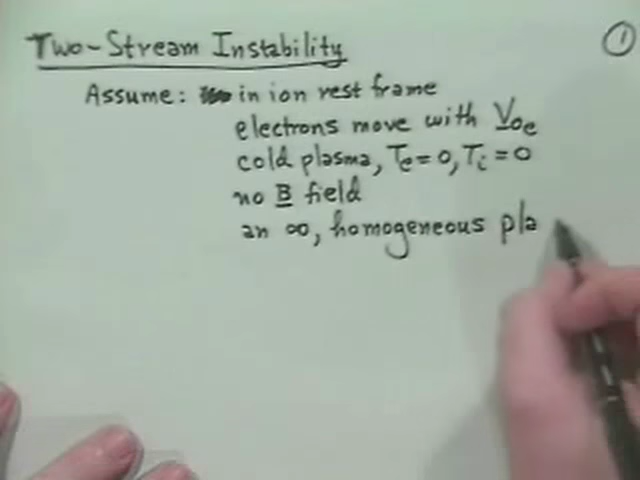 Two-Stream Instability
①
Assume: in ion rest frame
electrons move with V₀ₑ
cold plasma, Tₑ=0, Tᵢ=0
no B field
an ∞, homogeneous pla